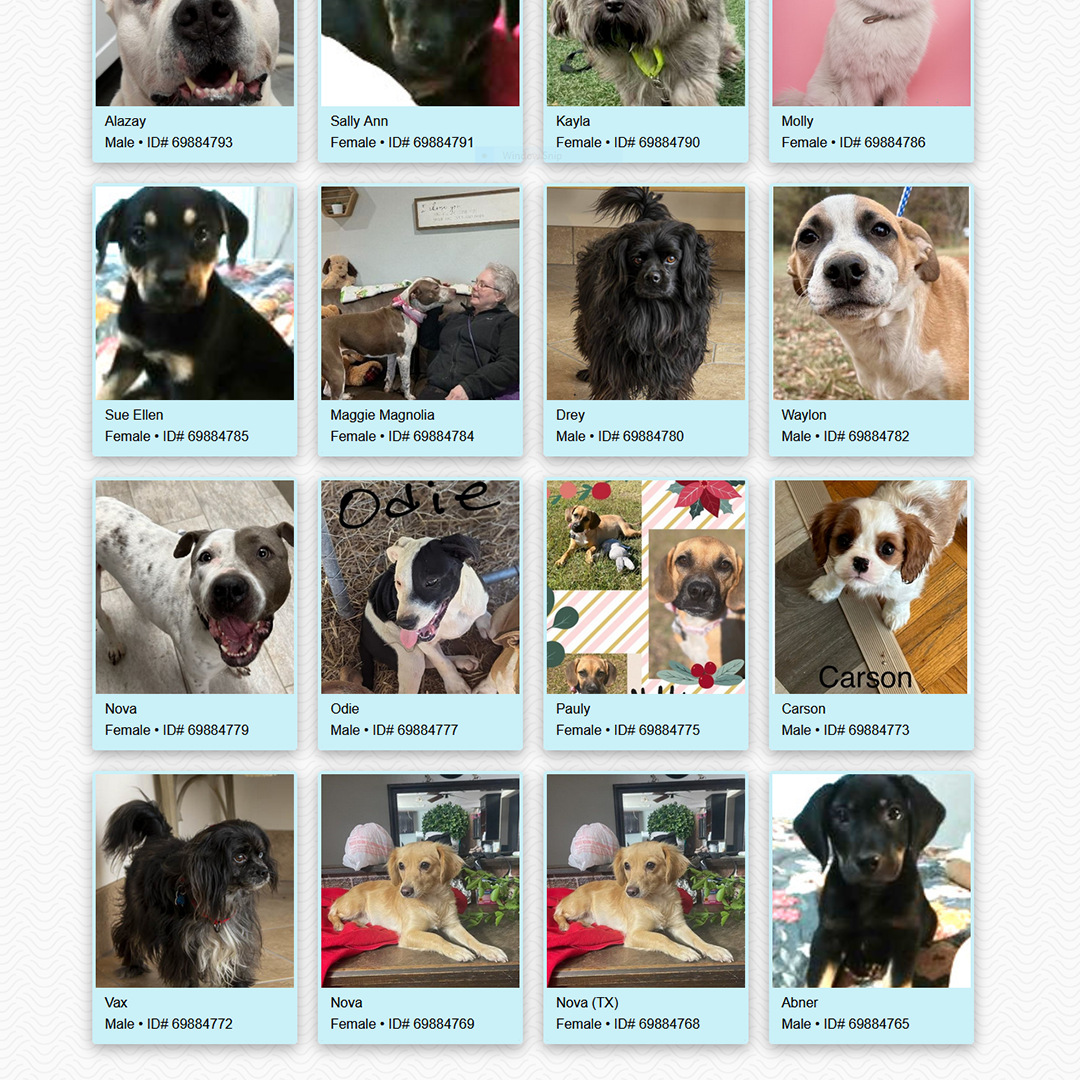 Alazay
Male • ID# 69884793
Sally Ann
Female • ID# 69884791
Kayla
Female • ID# 69884790
Molly
Female • ID# 69884786
Sue Ellen
Female • ID# 69884785
Maggie Magnolia
Female • ID# 69884784
Drey
Male • ID# 69884780
Waylon
Male • ID# 69884782
Odie
Carson
Nova
Female • ID# 69884779
Odie
Male • ID# 69884777
Pauly
Female • ID# 69884775
Carson
Male • ID# 69884773
Vax
Male • ID# 69884772
Nova
Female • ID# 69884769
Nova (TX)
Female • ID# 69884768
Abner
Male • ID# 69884765